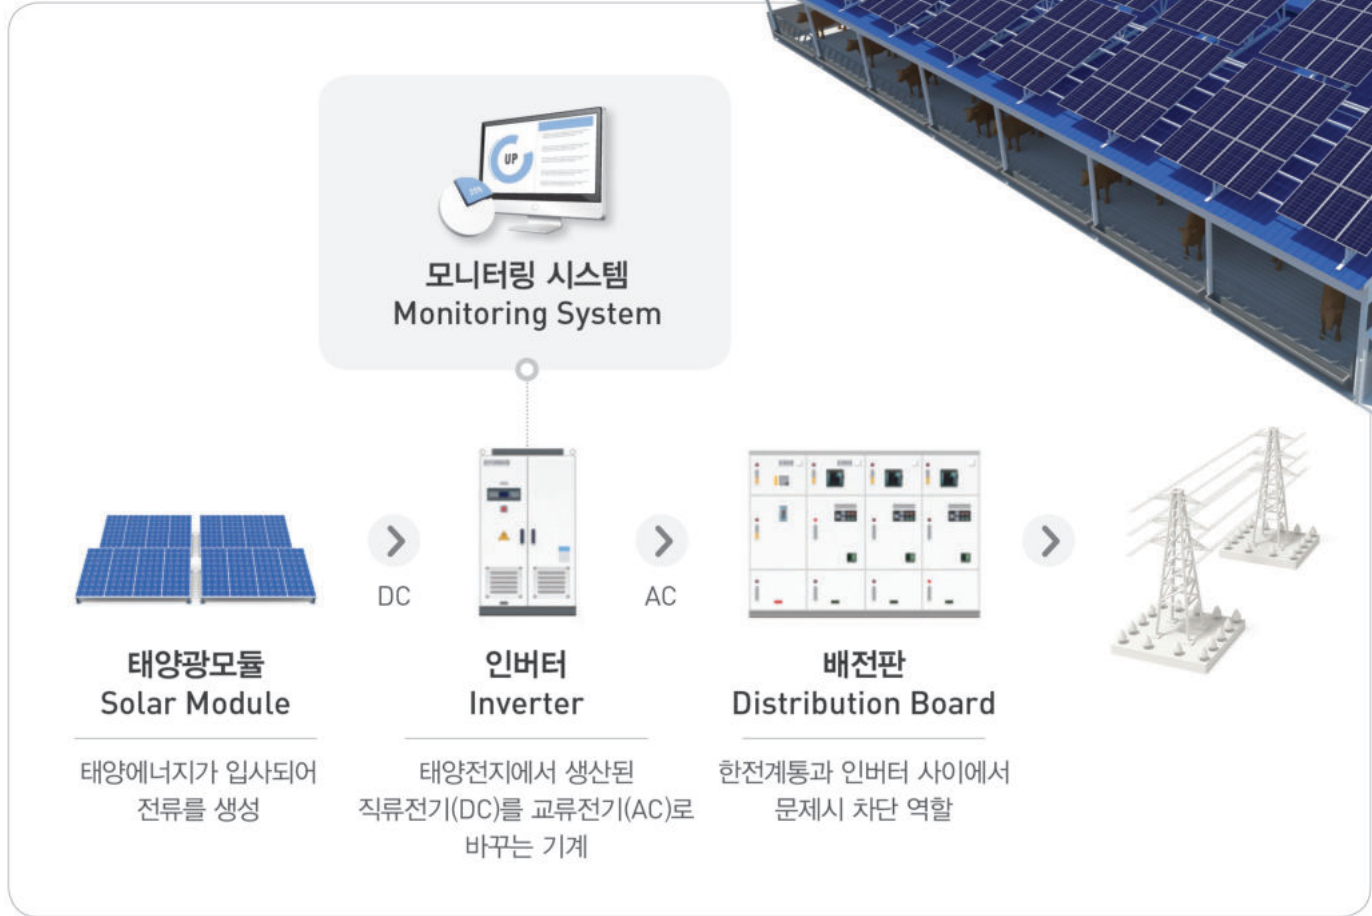 UP
25%
모니터링 시스템
Monitoring System
DC
AC
태양광모듈
Solar Module
태양에너지가 입사되어
전류를 생성
인버터
Inverter
태양전지에서 생산된
직류전기(DC)를 교류전기(AC)로
바꾸는 기계
배전판
Distribution Board
한전계통과 인버터 사이에서
문제시 차단 역할